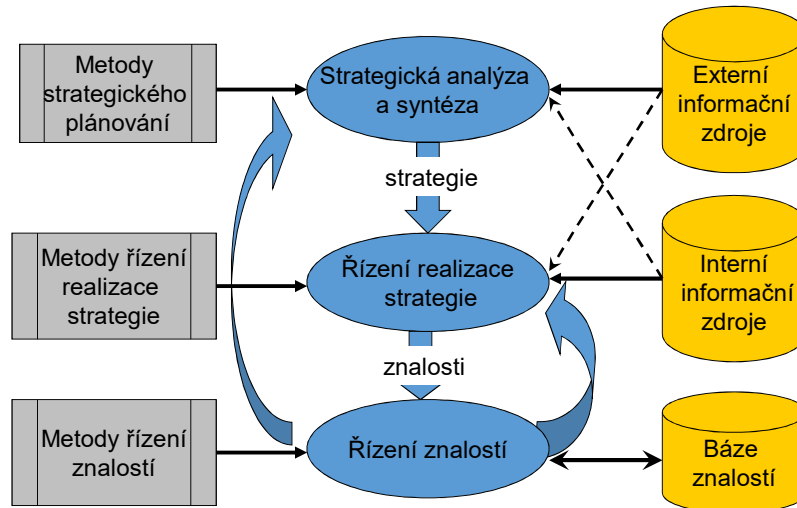 Metody
strategického
plánování
Strategická analýza
a syntéza
Externí
informační
zdroje
strategie
Metody řízení
realizace
strategie
Řízení realizace
strategie
Interní
informační
zdroje
znalosti
Metody řízení
znalostí
Řízení znalostí
Báze
znalostí